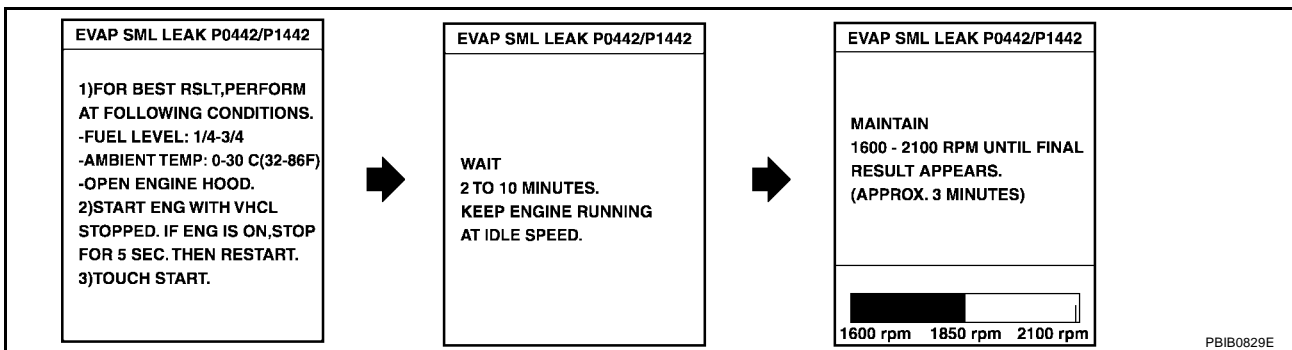 EVAP SML LEAK P0442/P1442
1)FOR BEST RSLT,PERFORM
AT FOLLOWING CONDITIONS.
-FUEL LEVEL: 1/4-3/4
-AMBIENT TEMP: 0-30 C(32-86F)
-OPEN ENGINE HOOD.
2)START ENG WITH VHCL
STOPPED. IF ENG IS ON,STOP
FOR 5 SEC. THEN RESTART.
3)TOUCH START.
EVAP SML LEAK P0442/P1442
WAIT
2 TO 10 MINUTES.
KEEP ENGINE RUNNING
AT IDLE SPEED.
EVAP SML LEAK P0442/P1442
MAINTAIN
1600 - 2100 RPM UNTIL FINAL
RESULT APPEARS.
(APPROX. 3 MINUTES)
1600 rpm 1850 rpm 2100 rpm
PBIB0829E